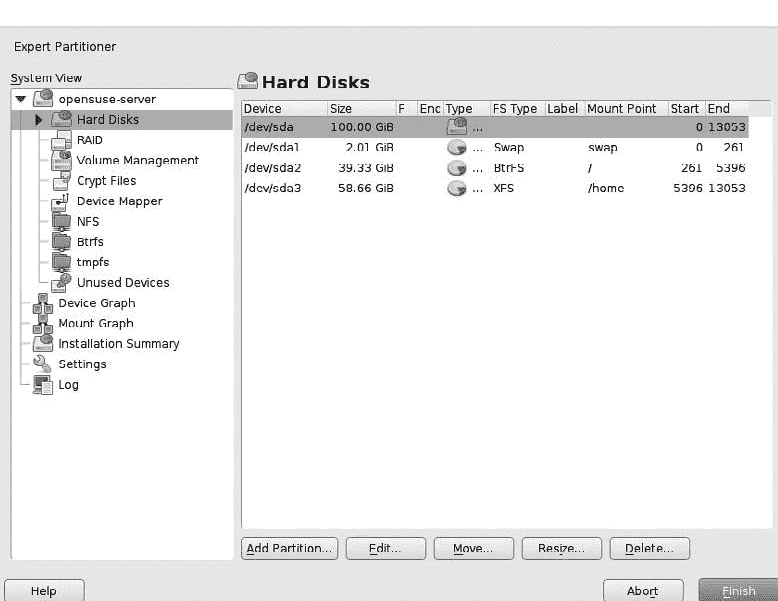 Expert Partitioner
System View
opensuse-server
Hard Disks
RAID
Volume Management
Crypt Files
Device Mapper
NFS
Btrfs
tmpfs
Unused Devices
Device Graph
Mount Graph
Installation Summary
Settings
Log
Hard Disks
Device Size F Enc Type FS Type Label Mount Point Start End
/dev/sda 100.00 GiB ... 0 13053
/dev/sda1 2.01 GiB ... Swap swap 0 261
/dev/sda2 39.33 GiB ... BtrFS / 261 5396
/dev/sda3 58.66 GiB ... XFS /home 5396 13053
Add Partition... Edit... Move... Resize... Delete...
Help Abort Finish